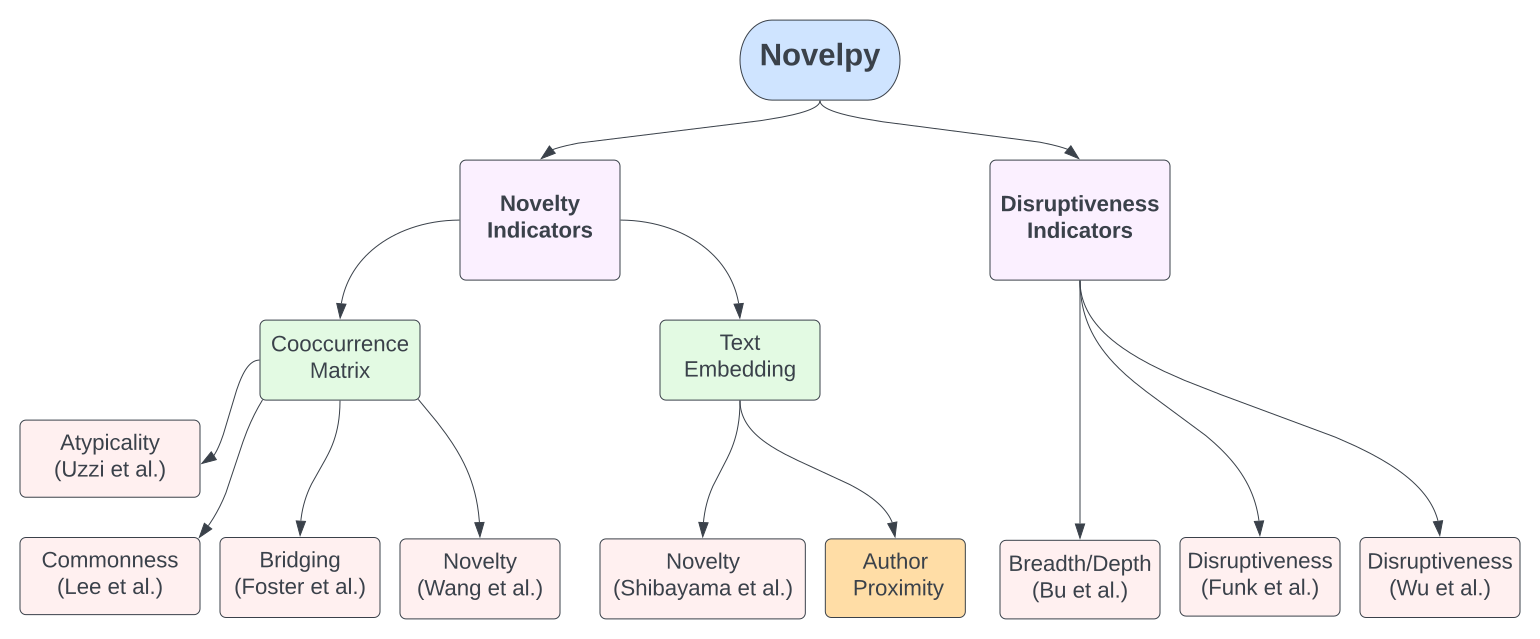 Novelpy
Novelty
Indicators
Disruptiveness
Indicators
Cooccurrence
Matrix
Text
Embedding
Atypicality
(Uzzi et al.)
Commonness
(Lee et al.)
Bridging
(Foster et al.)
Novelty
(Wang et al.)
Novelty
(Shibayama et al.)
Author
Proximity
Breadth/Depth
(Bu et al.)
Disruptiveness
(Funk et al.)
Disruptiveness
(Wu et al.)